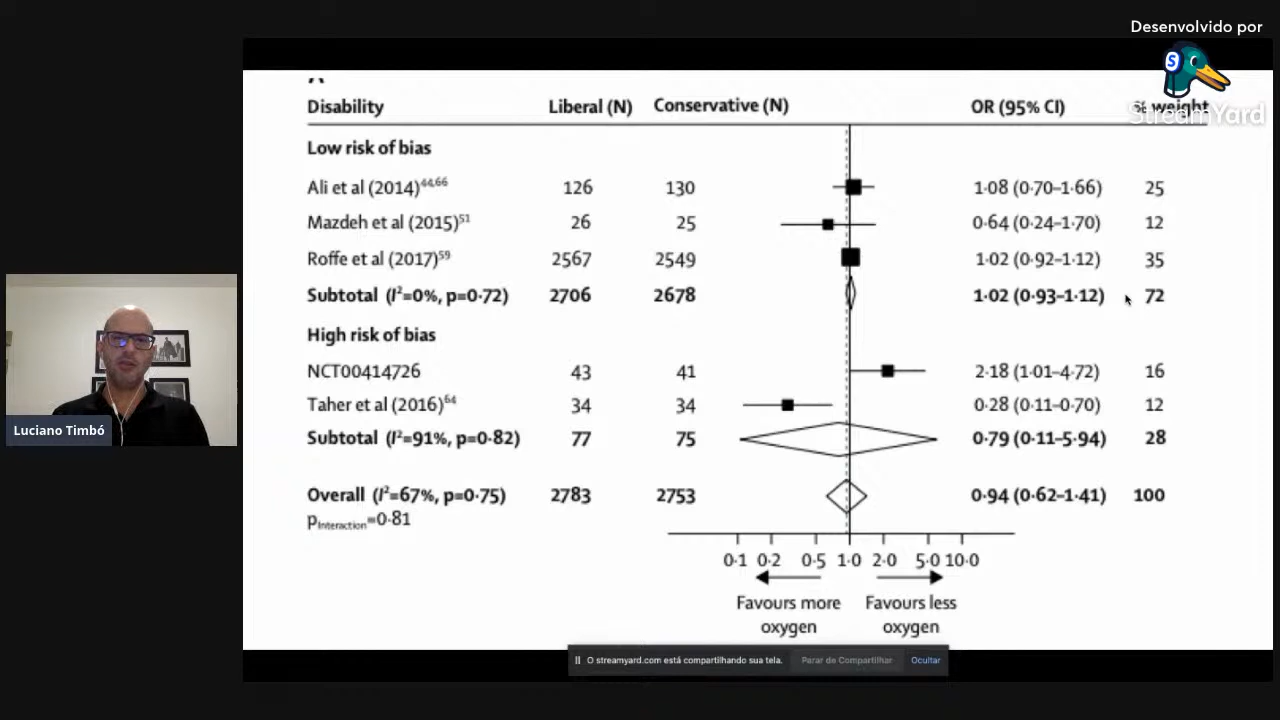 Desenvolvido por
StreamYard
Disability Liberal (N) Conservative (N) OR (95% CI) % weight
Low risk of bias
Ali et al (2014)44,66 126 130 1·08 (0·70–1·66) 25
Mazdeh et al (2015)51 26 25 0·64 (0·24–1·70) 12
Roffe et al (2017)59 2567 2549 1·02 (0·92–1·12) 35
Subtotal (I²=0%, p=0·72) 2706 2678 1·02 (0·93–1·12) 72
High risk of bias
NCT00414726 43 41 2·18 (1·01–4·72) 16
Taher et al (2016)64 34 34 0·28 (0·11–0·70) 12
Subtotal (I²=91%, p=0·82) 77 75 0·79 (0·11–5·94) 28
Overall (I²=67%, p=0·75) 2783 2753 0·94 (0·62–1·41) 100
pinteraction=0·81
0·1 0·2 0·5 1·0 2·0 5·0 10·0
Favours more oxygen
Favours less oxygen
Luciano Timbó
O streamyard.com está compartilhando sua tela. Parar de Compartilhar Ocultar